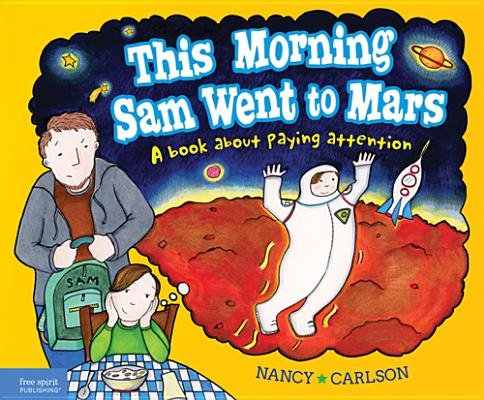 This Morning
Sam Went to Mars
A book about paying attention
SAM
free spirit
PUBLISHING®
NANCY ★ CARLSON